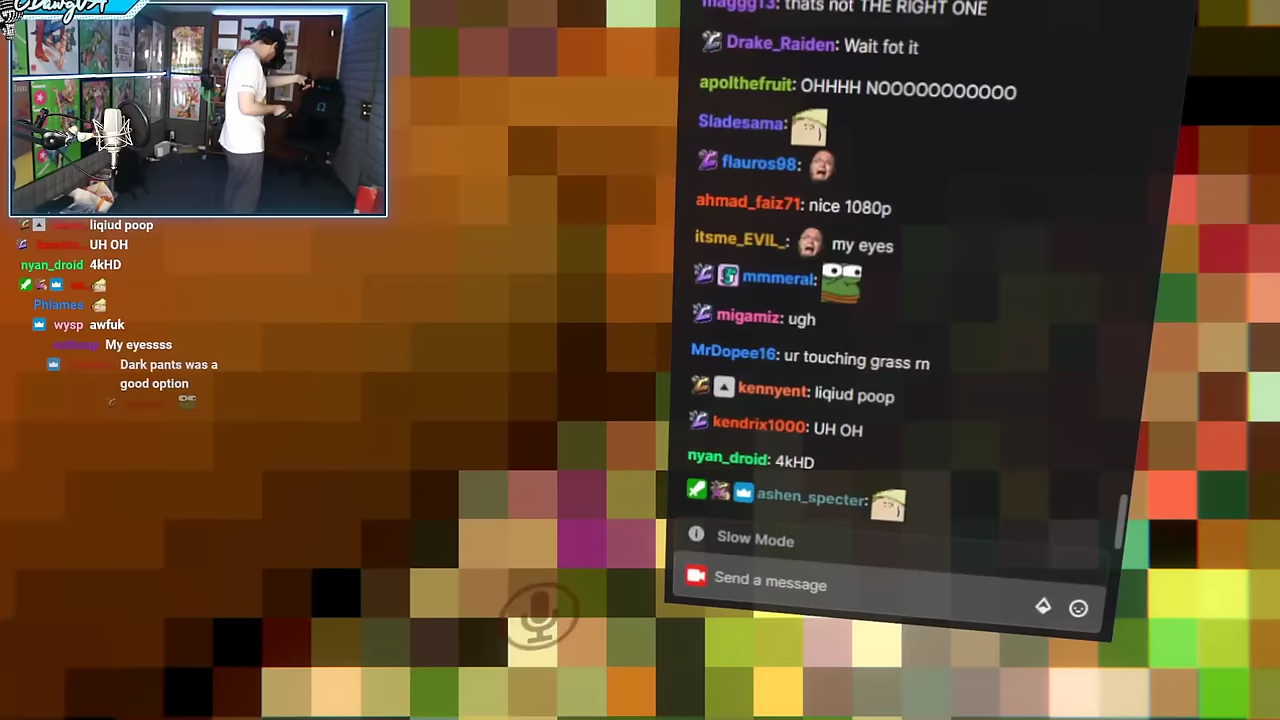 CDawgVA
liqiud poop
UH OH
nyan_droid 4kHD
Phlames
wysp awfuk
My eyessss
Dark pants was a
good option
maggg13: thats not THE RIGHT ONE
Drake_Raiden: Wait fot it
apolthefruit: OHHHH NOOOOOOOOOOO
Sladesama:
flauros98:
ahmad_faiz71: nice 1080p
itsme_EVIL_: my eyes
mmmeral:
migamiz: ugh
MrDopee16: ur touching grass rn
kennyent: liqiud poop
kendrix1000: UH OH
nyan_droid: 4kHD
ashen_specter:
Slow Mode
Send a message